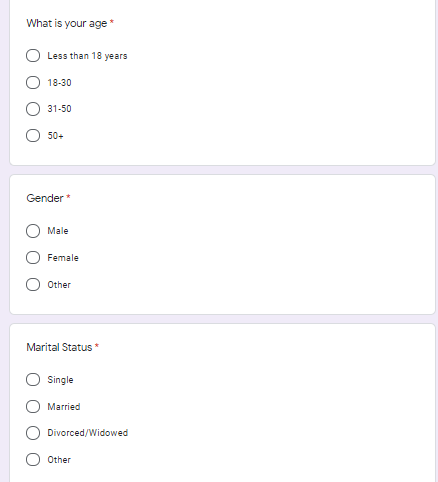 What is your age *
Less than 18 years
18-30
31-50
50+
Gender *
Male
Female
Other
Marital Status *
Single
Married
Divorced/Widowed
Other